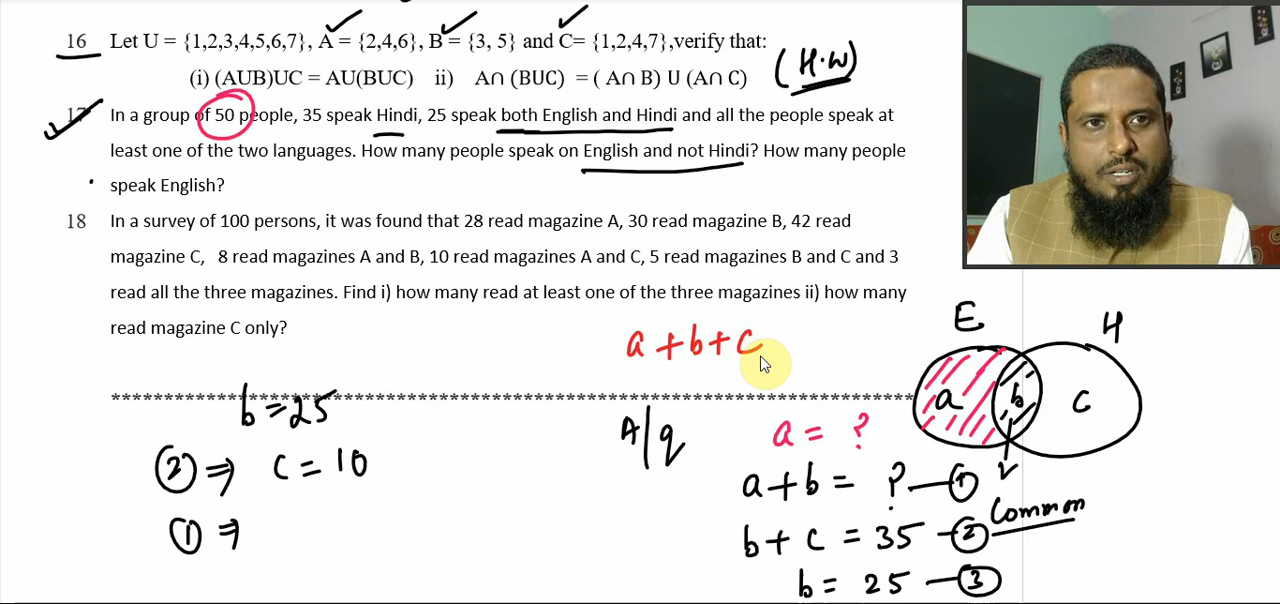 16 Let U = {1,2,3,4,5,6,7}, A = {2,4,6}, B = {3, 5} and C= {1,2,4,7},verify that:
(i) (AUB)UC = AU(BUC) ii) A∩ (BUC) = ( A∩ B) U (A∩ C) (H.W)
17 In a group of 50 people, 35 speak Hindi, 25 speak both English and Hindi and all the people speak at
least one of the two languages. How many people speak on English and not Hindi? How many people
speak English?
18 In a survey of 100 persons, it was found that 28 read magazine A, 30 read magazine B, 42 read
magazine C, 8 read magazines A and B, 10 read magazines A and C, 5 read magazines B and C and 3
read all the three magazines. Find i) how many read at least one of the three magazines ii) how many
read magazine C only?
E H
a + b + c
****************************************************************************
a b c
b = 25
A/q a = ?
② ⇒ c = 10
a + b = ? — ①
Common
① ⇒
b + c = 35 — ②
b = 25 — ③